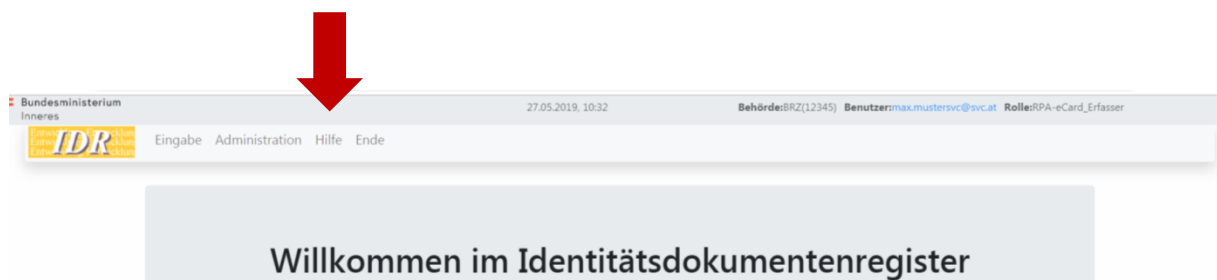 Bundesministerium
Inneres
27.05.2019, 10:32
Behörde:BRZ(12345) Benutzer:max.mustersvc@svc.at Rolle:RPA-eCard_Erfasser
IDR
Eingabe Administration Hilfe Ende
Willkommen im Identitätsdokumentenregister